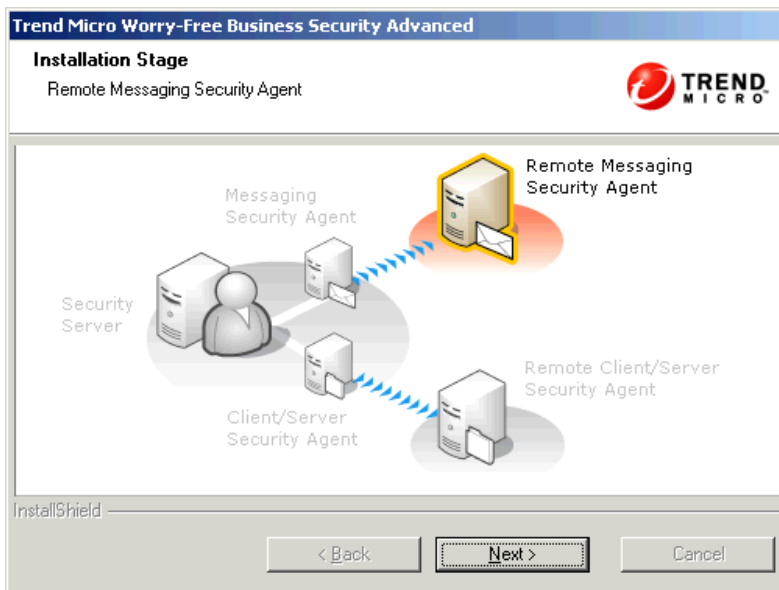 Trend Micro Worry-Free Business Security Advanced
Installation Stage
Remote Messaging Security Agent
TREND
MICRO
Remote Messaging
Security Agent
Messaging
Security Agent
Security
Server
Remote Client/Server
Security Agent
Client/Server
Security Agent
InstallShield
< Back
Next >
Cancel